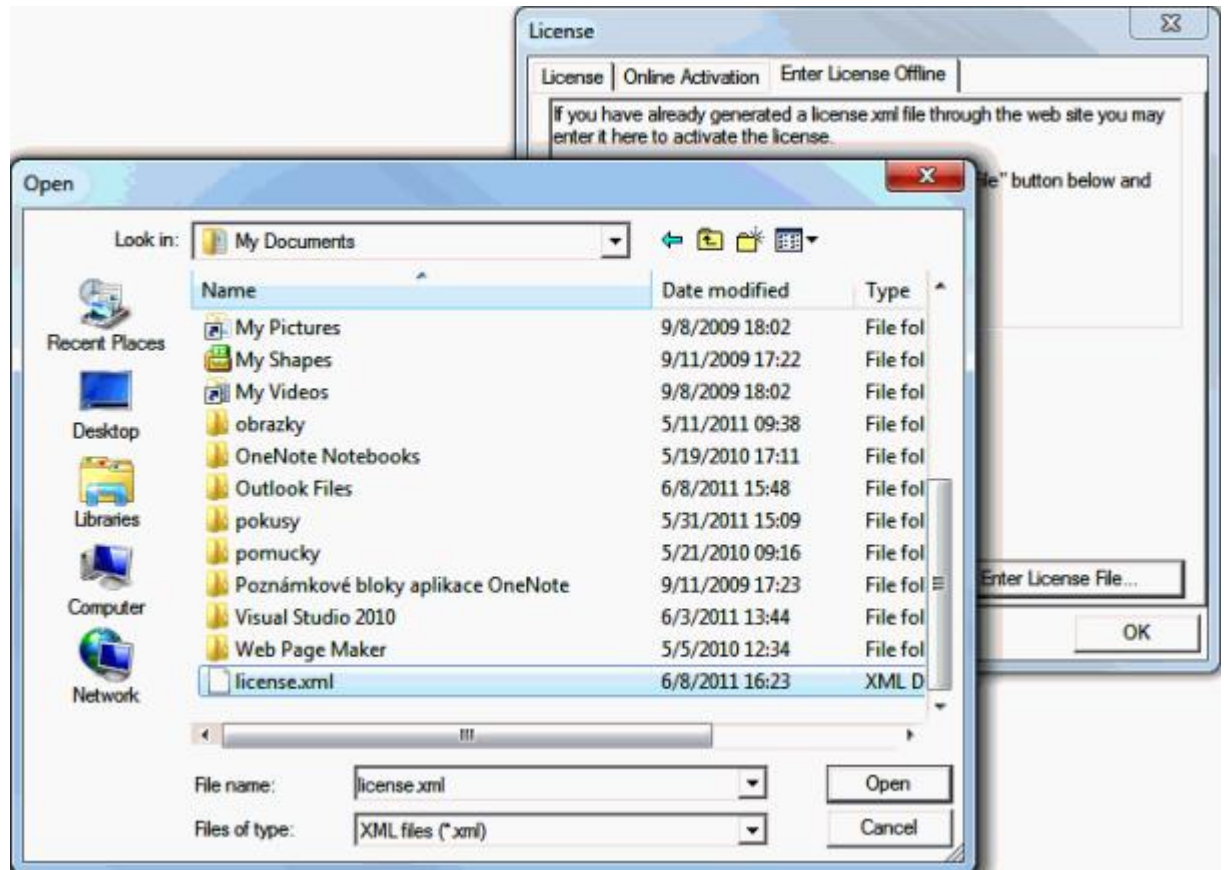 License
License Online Activation Enter License Offline
If you have already generated a license.xml file through the web site you may
enter it here to activate the license.
Open
file" button below and
Look in: My Documents
Name Date modified Type
My Pictures 9/8/2009 18:02 File fol
My Shapes 9/11/2009 17:22 File fol
My Videos 9/8/2009 18:02 File fol
obrazky 5/11/2011 09:38 File fol
OneNote Notebooks 5/19/2010 17:11 File fol
Outlook Files 6/8/2011 15:48 File fol
pokusy 5/31/2011 15:09 File fol
pomucky 5/21/2010 09:16 File fol
Poznámkové bloky aplikace OneNote 9/11/2009 17:23 File fol
Visual Studio 2010 6/3/2011 13:44 File fol
Web Page Maker 5/5/2010 12:34 File fol
license.xml 6/8/2011 16:23 XML D
Recent Places
Desktop
Libraries
Computer
Network
Enter License File...
OK
File name: license.xml Open
Files of type: XML files (*.xml) Cancel